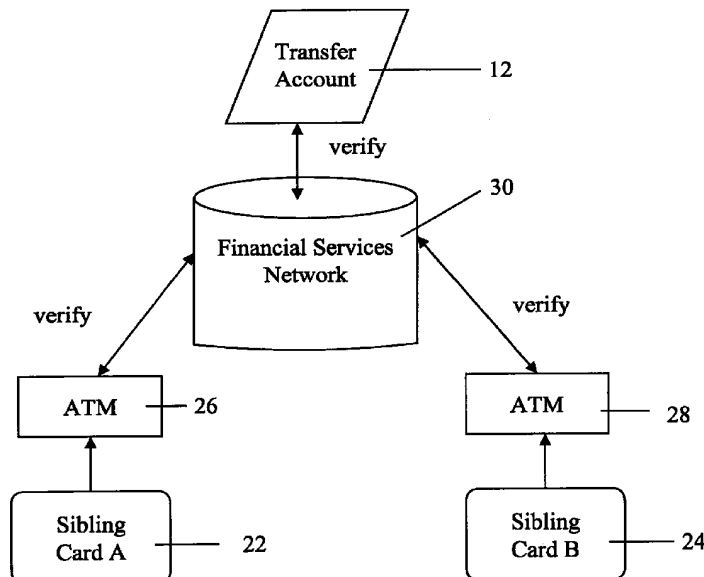 Transfer
Account
12
verify
30
Financial Services
Network
verify
verify
ATM
26
ATM
28
Sibling
Card A
22
Sibling
Card B
24